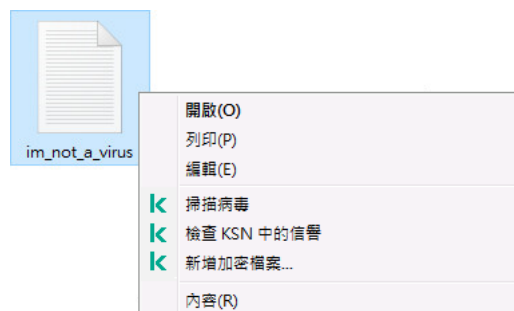 im_not_a_virus
開啟(O)
列印(P)
編輯(E)
掃描病毒
檢查 KSN 中的信譽
新增加密檔案...
內容(R)